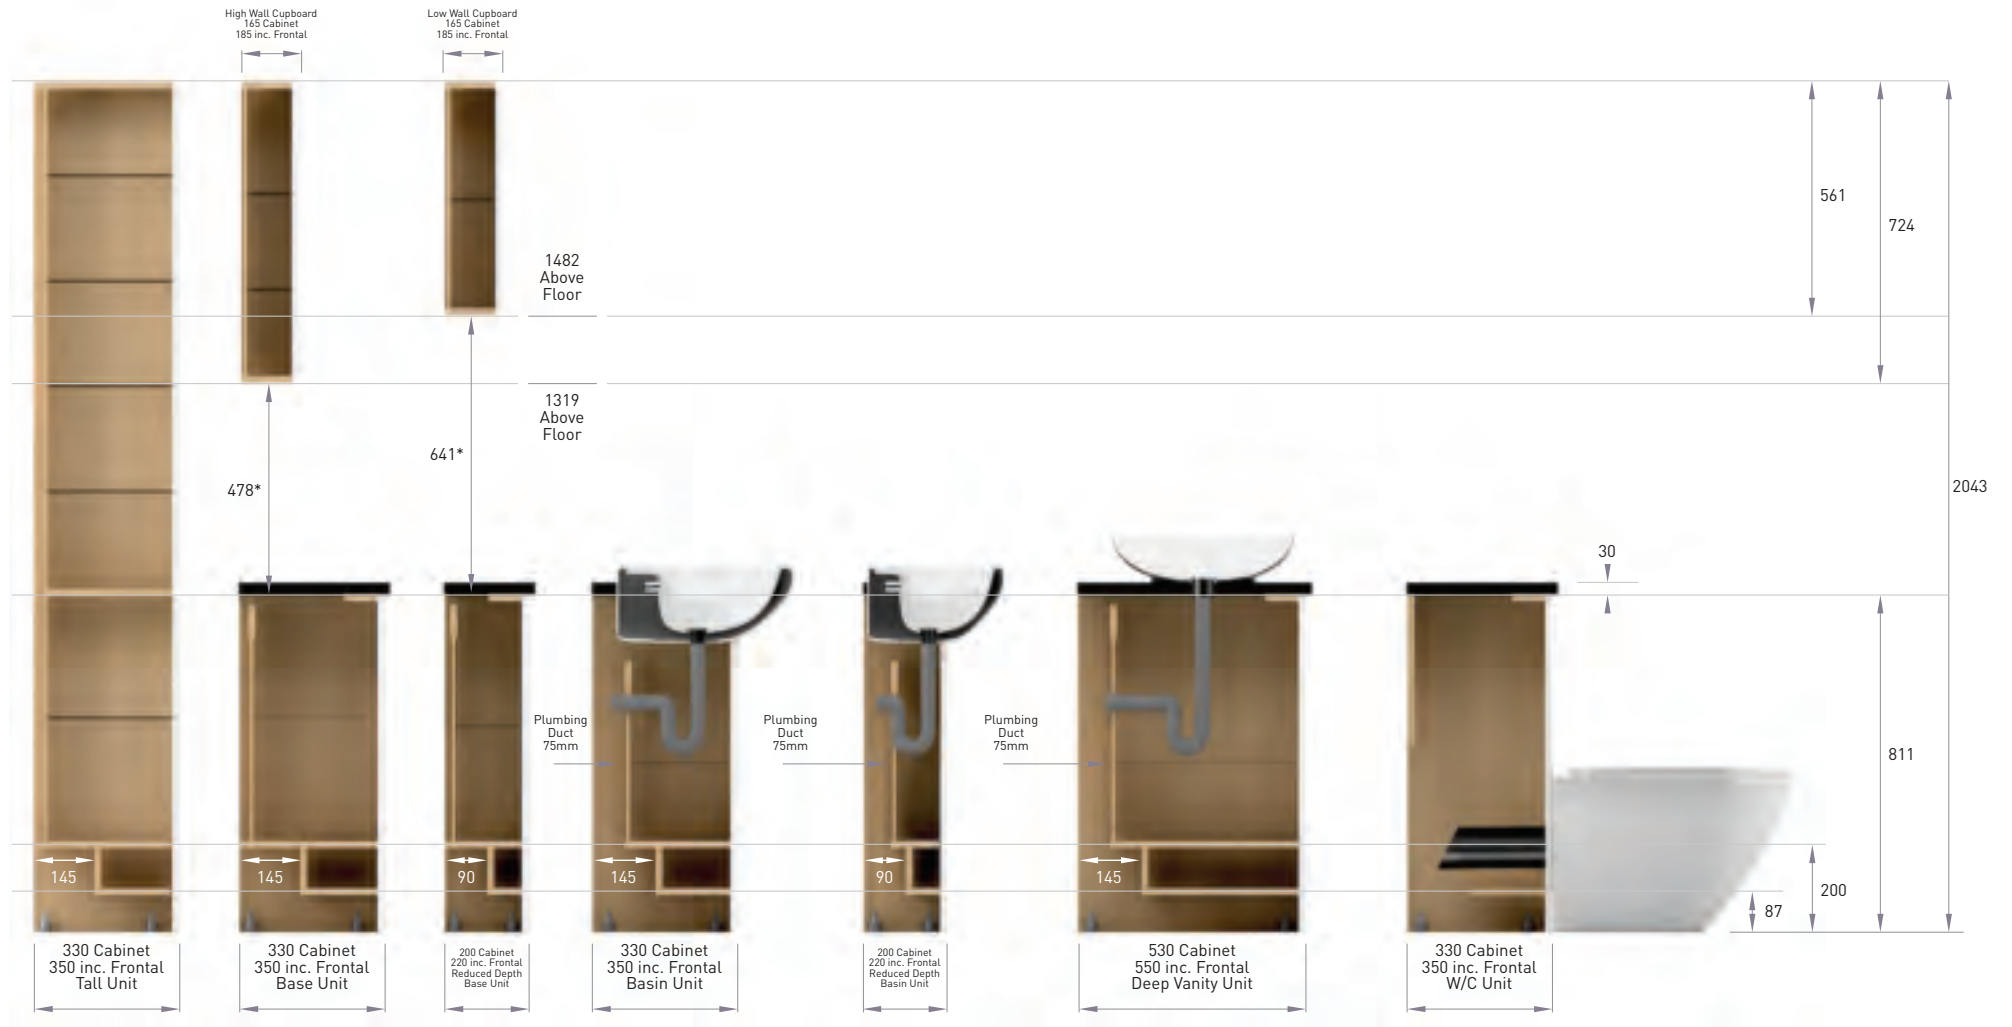 High Wall Cupboard
165 Cabinet
185 inc. Frontal
Low Wall Cupboard
165 Cabinet
185 inc. Frontal
561
724
1482
Above
Floor
1319
Above
Floor
641*
478*
2043
30
Plumbing
Duct
75mm
Plumbing
Duct
75mm
Plumbing
Duct
75mm
811
145
145
90
145
90
145
200
87
330 Cabinet
350 inc. Frontal
Tall Unit
330 Cabinet
350 inc. Frontal
Base Unit
200 Cabinet
220 inc. Frontal
Reduced Depth
Base Unit
330 Cabinet
350 inc. Frontal
Basin Unit
200 Cabinet
220 inc. Frontal
Reduced Depth
Basin Unit
530 Cabinet
550 inc. Frontal
Deep Vanity Unit
330 Cabinet
350 inc. Frontal
W/C Unit